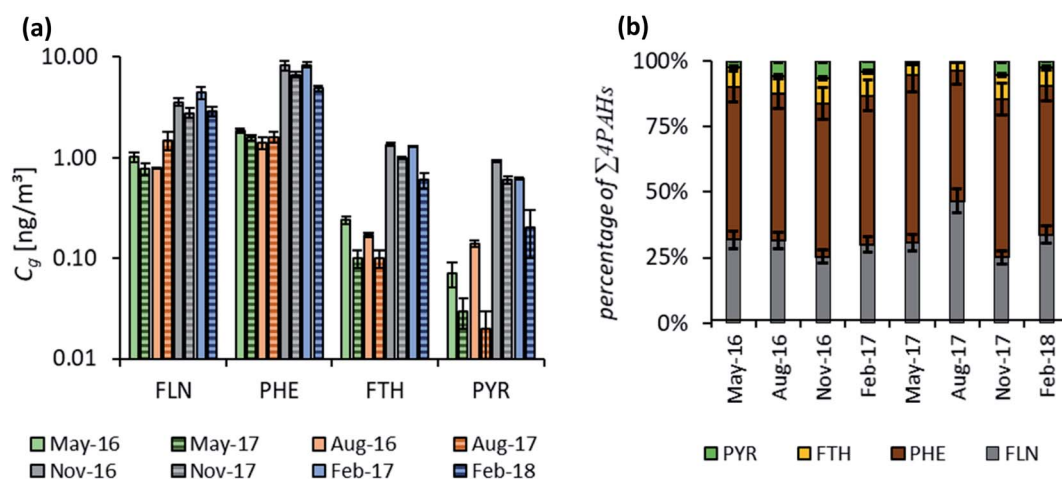 (a)
10.00
1.00
0.10
0.01
C_g [ng/m³]
FLN PHE FTH PYR
May-16 May-17 Aug-16 Aug-17
Nov-16 Nov-17 Feb-17 Feb-18
(b)
100%
75%
50%
25%
0%
percentage of ∑4PAHs
May-16 Aug-16 Nov-16 Feb-17 May-17 Aug-17 Nov-17 Feb-18
PYR FTH PHE FLN